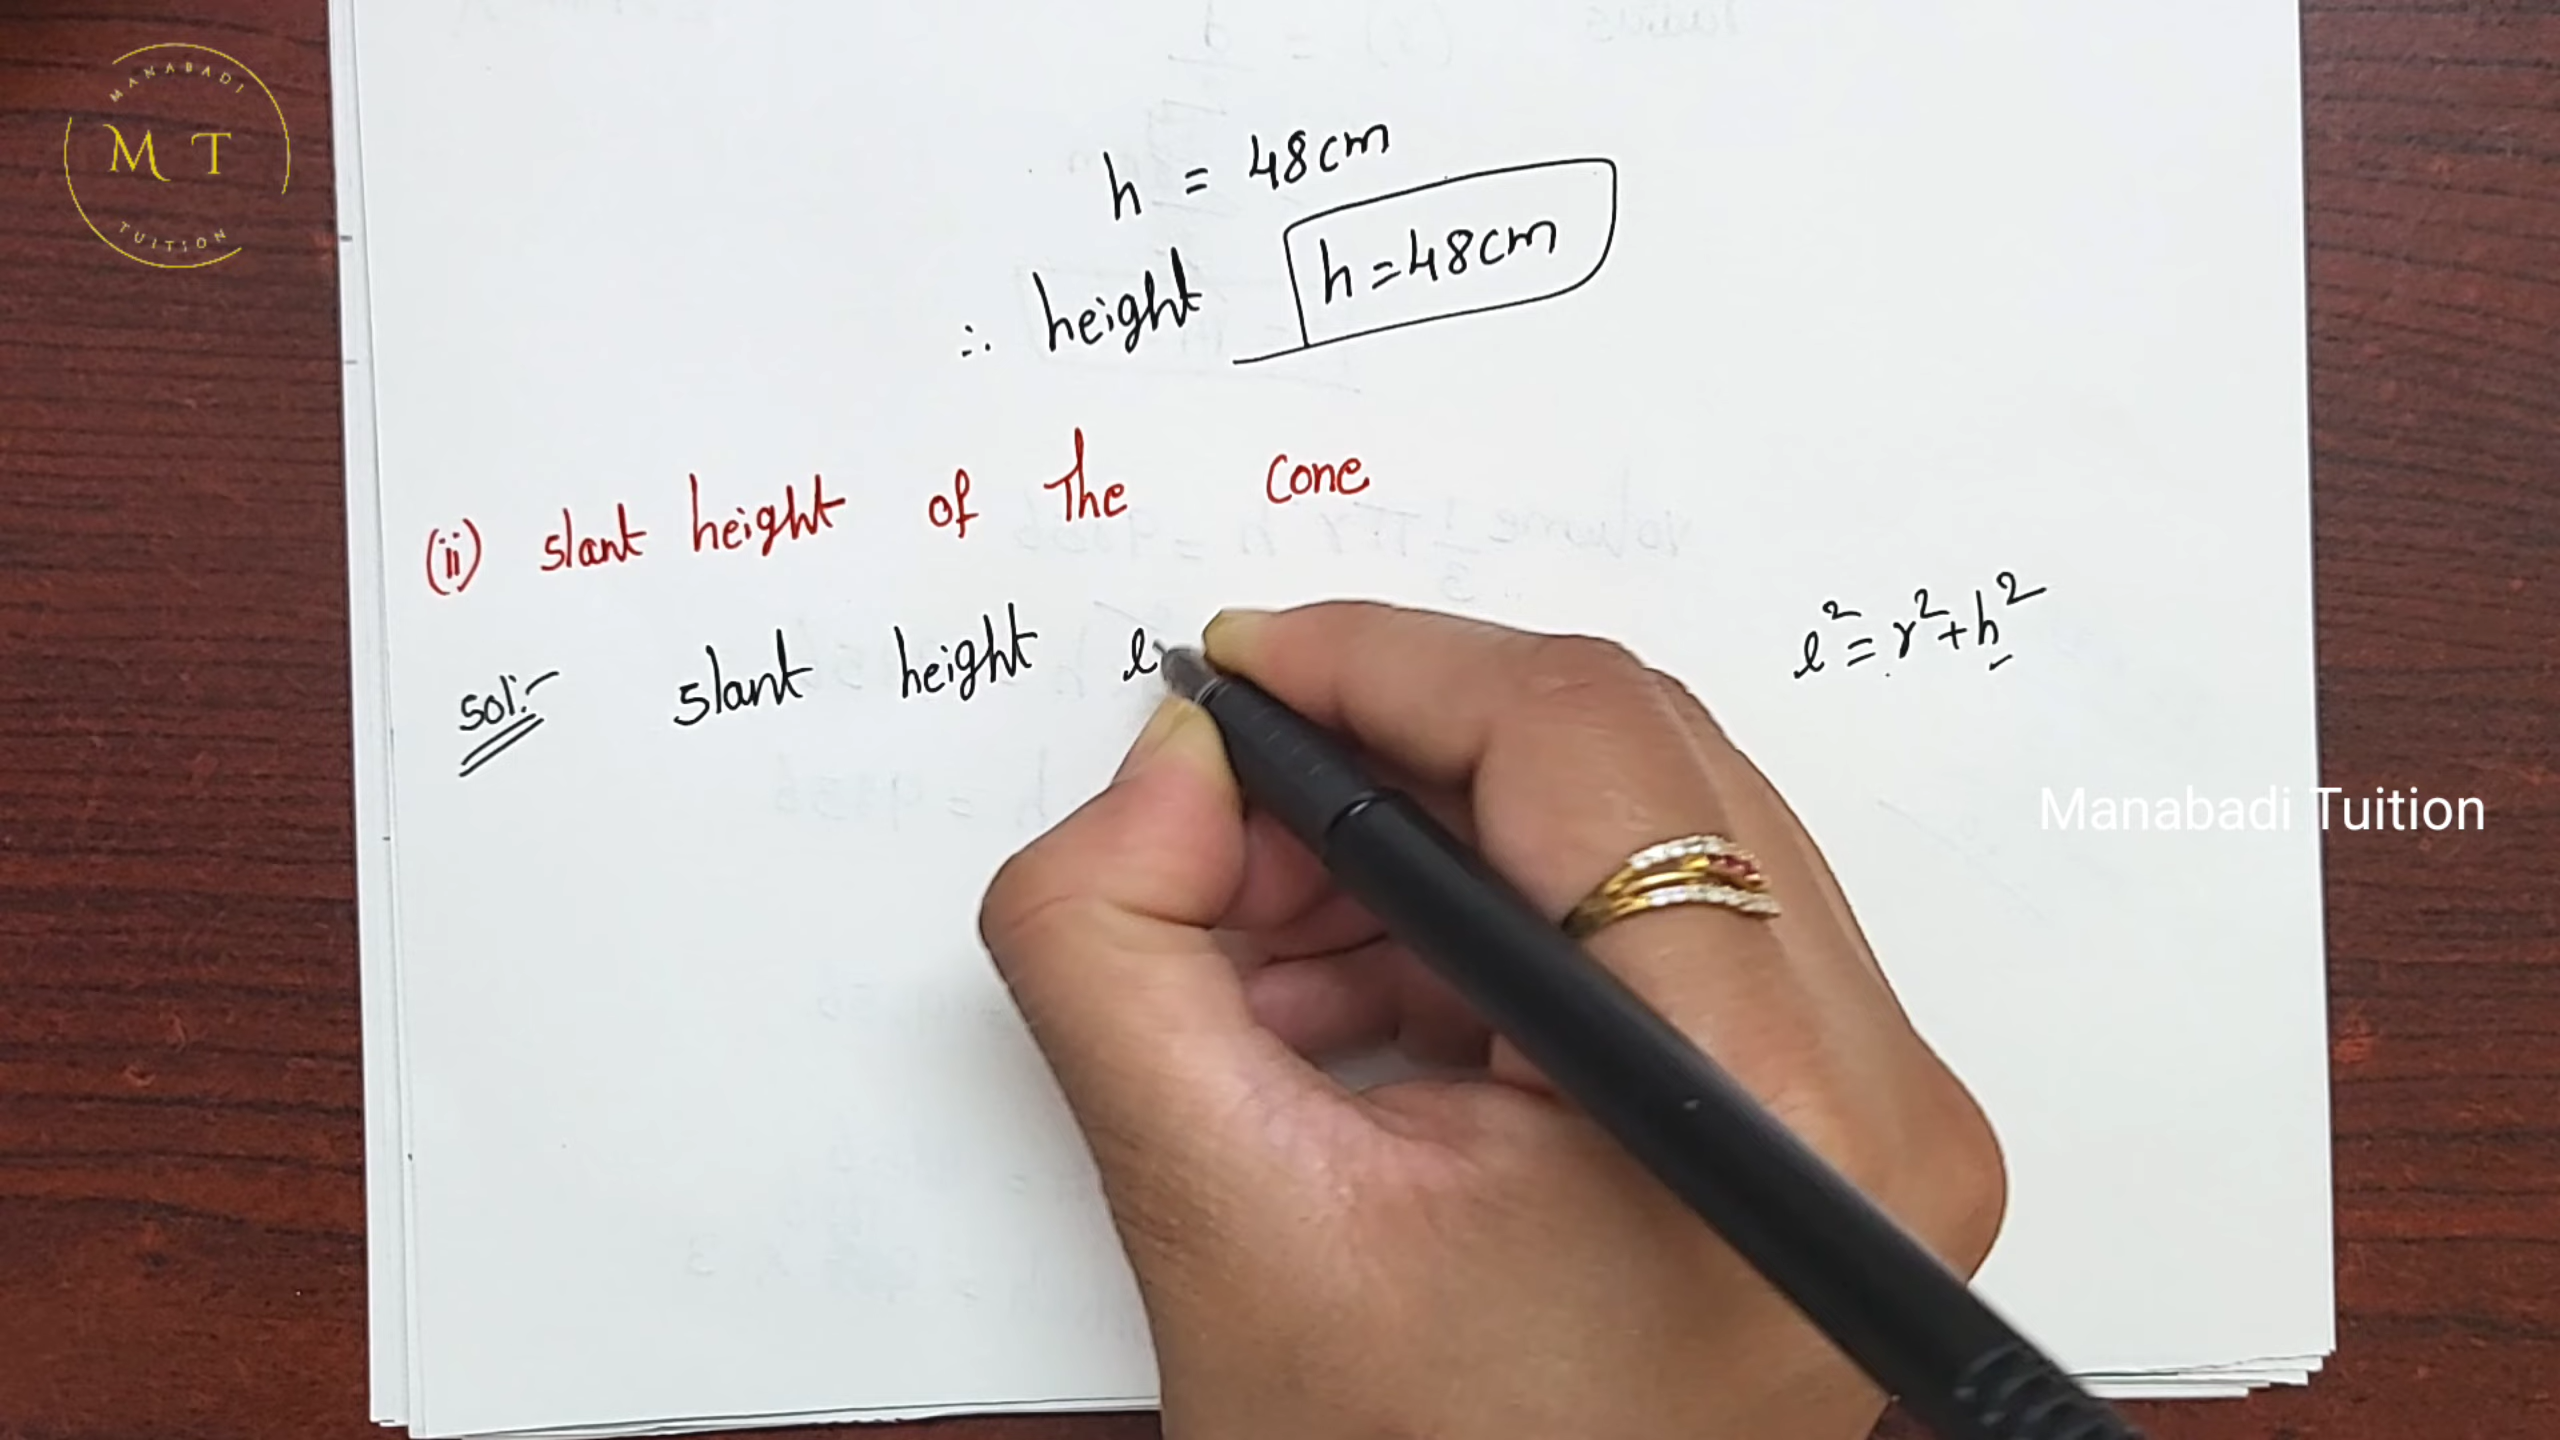 MANABADI
M T
TUITION
h = 48cm
∴ height h=48cm
(ii) slant height of The cone
sol:- slant height l
l²=r²+h²
Manabadi Tuition